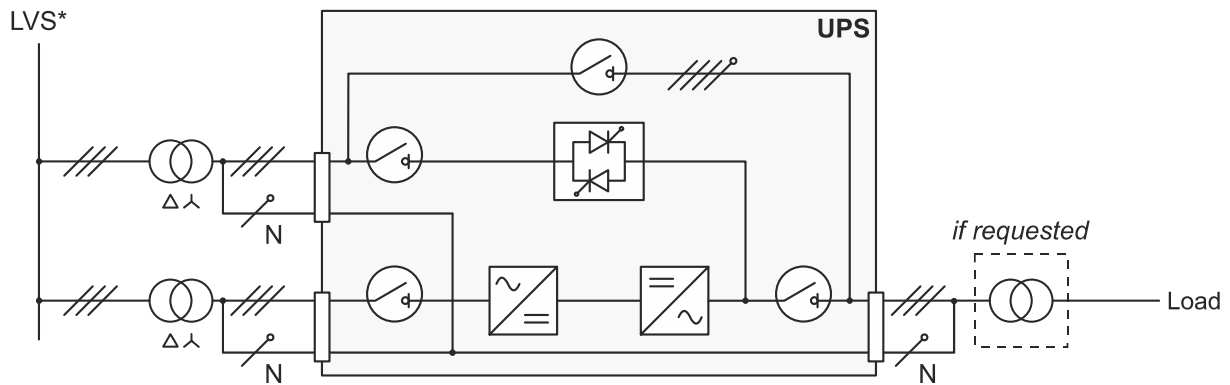 LVS*
UPS
N
if requested
Load
N
N